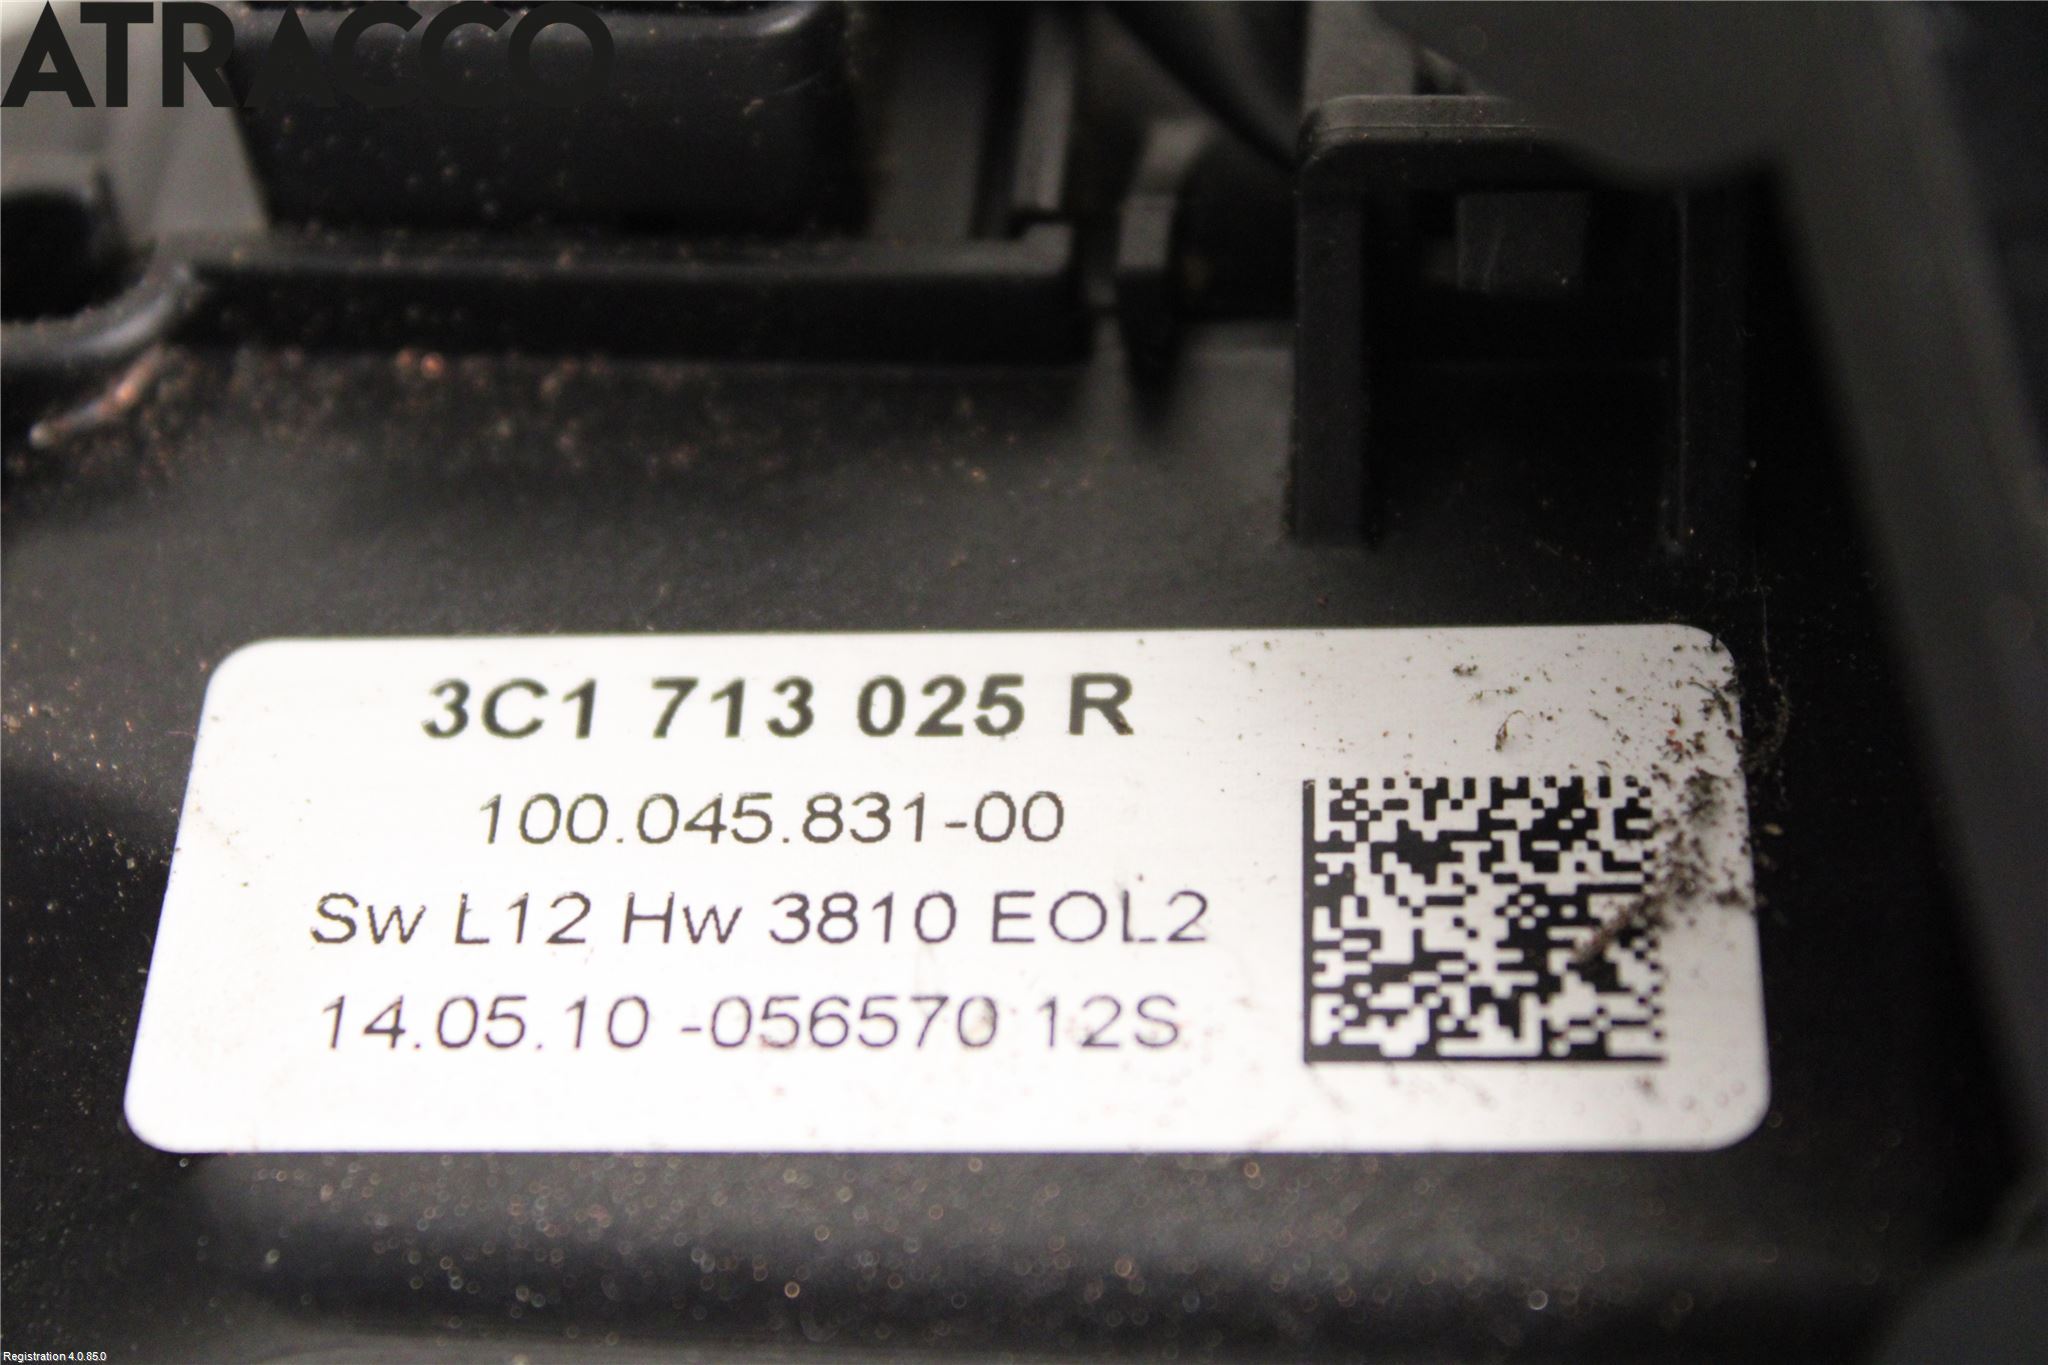 ATRACCO
3C1 713 025 R
100.045.831-00
Sw L12 Hw 3810 EOL2
14.05.10 -056570 12S
Registration 4.0.85.0